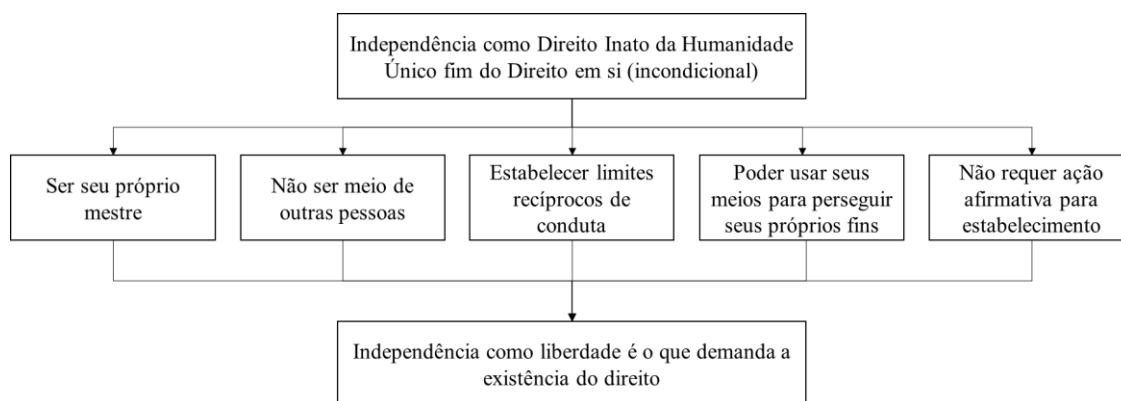 Independência como Direito Inato da Humanidade
Único fim do Direito em si (incondicional)
Ser seu próprio
mestre
Não ser meio de
outras pessoas
Estabelecer limites
recíprocos de
conduta
Poder usar seus
meios para perseguir
seus próprios fins
Não requer ação
afirmativa para
estabelecimento
Independência como liberdade é o que demanda a
existência do direito